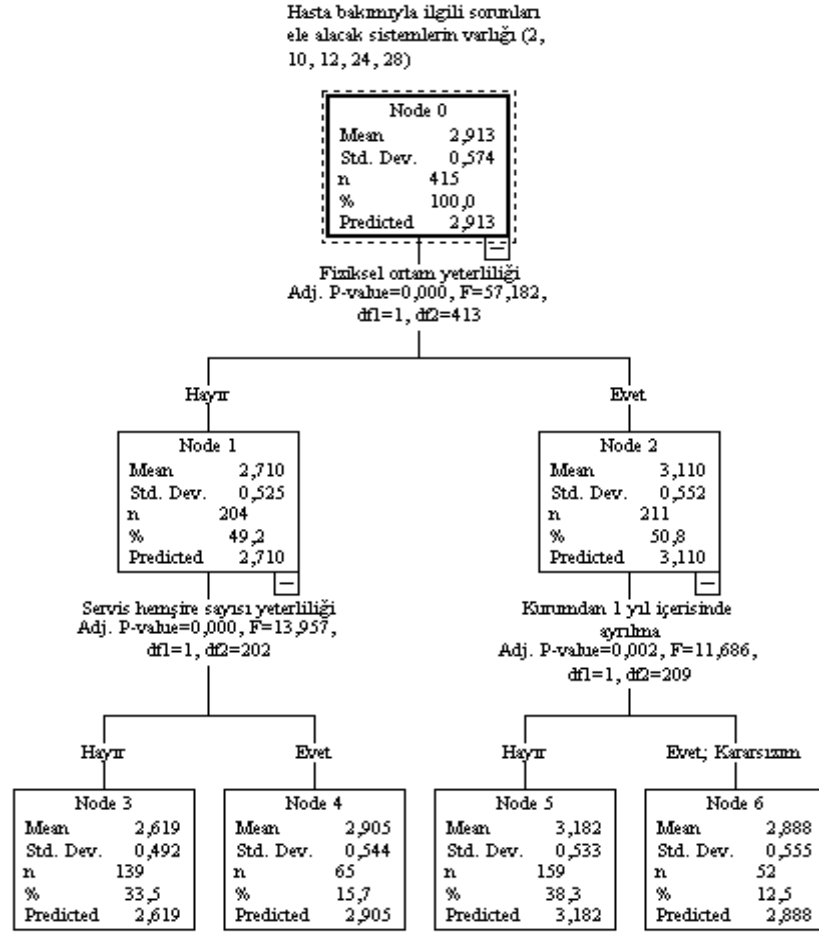 Hasta bakımıyla ilgili sorunları
ele alacak sistemlerin varlığı (2,
10, 12, 24, 28)
Node 0
Mean 2,913
Std. Dev. 0,574
n 415
% 100,0
Predicted 2,913
Fiziksel ortam yeterliliği
Adj. P-value=0,000, F=57,182,
df1=1, df2=413
Hayır
Evet
Node 1
Mean 2,710
Std. Dev. 0,525
n 204
% 49,2
Predicted 2,710
Node 2
Mean 3,110
Std. Dev. 0,552
n 211
% 50,8
Predicted 3,110
Servis hemşire sayısı yeterliliği
Adj. P-value=0,000, F=13,957,
df1=1, df2=202
Kurumdan 1 yıl içerisinde
ayrılma
Adj. P-value=0,002, F=11,686,
df1=1, df2=209
Hayır
Evet
Hayır
Evet; Kararsızım
Node 3
Mean 2,619
Std. Dev. 0,492
n 139
% 33,5
Predicted 2,619
Node 4
Mean 2,905
Std. Dev. 0,544
n 65
% 15,7
Predicted 2,905
Node 5
Mean 3,182
Std. Dev. 0,533
n 159
% 38,3
Predicted 3,182
Node 6
Mean 2,888
Std. Dev. 0,555
n 52
% 12,5
Predicted 2,888